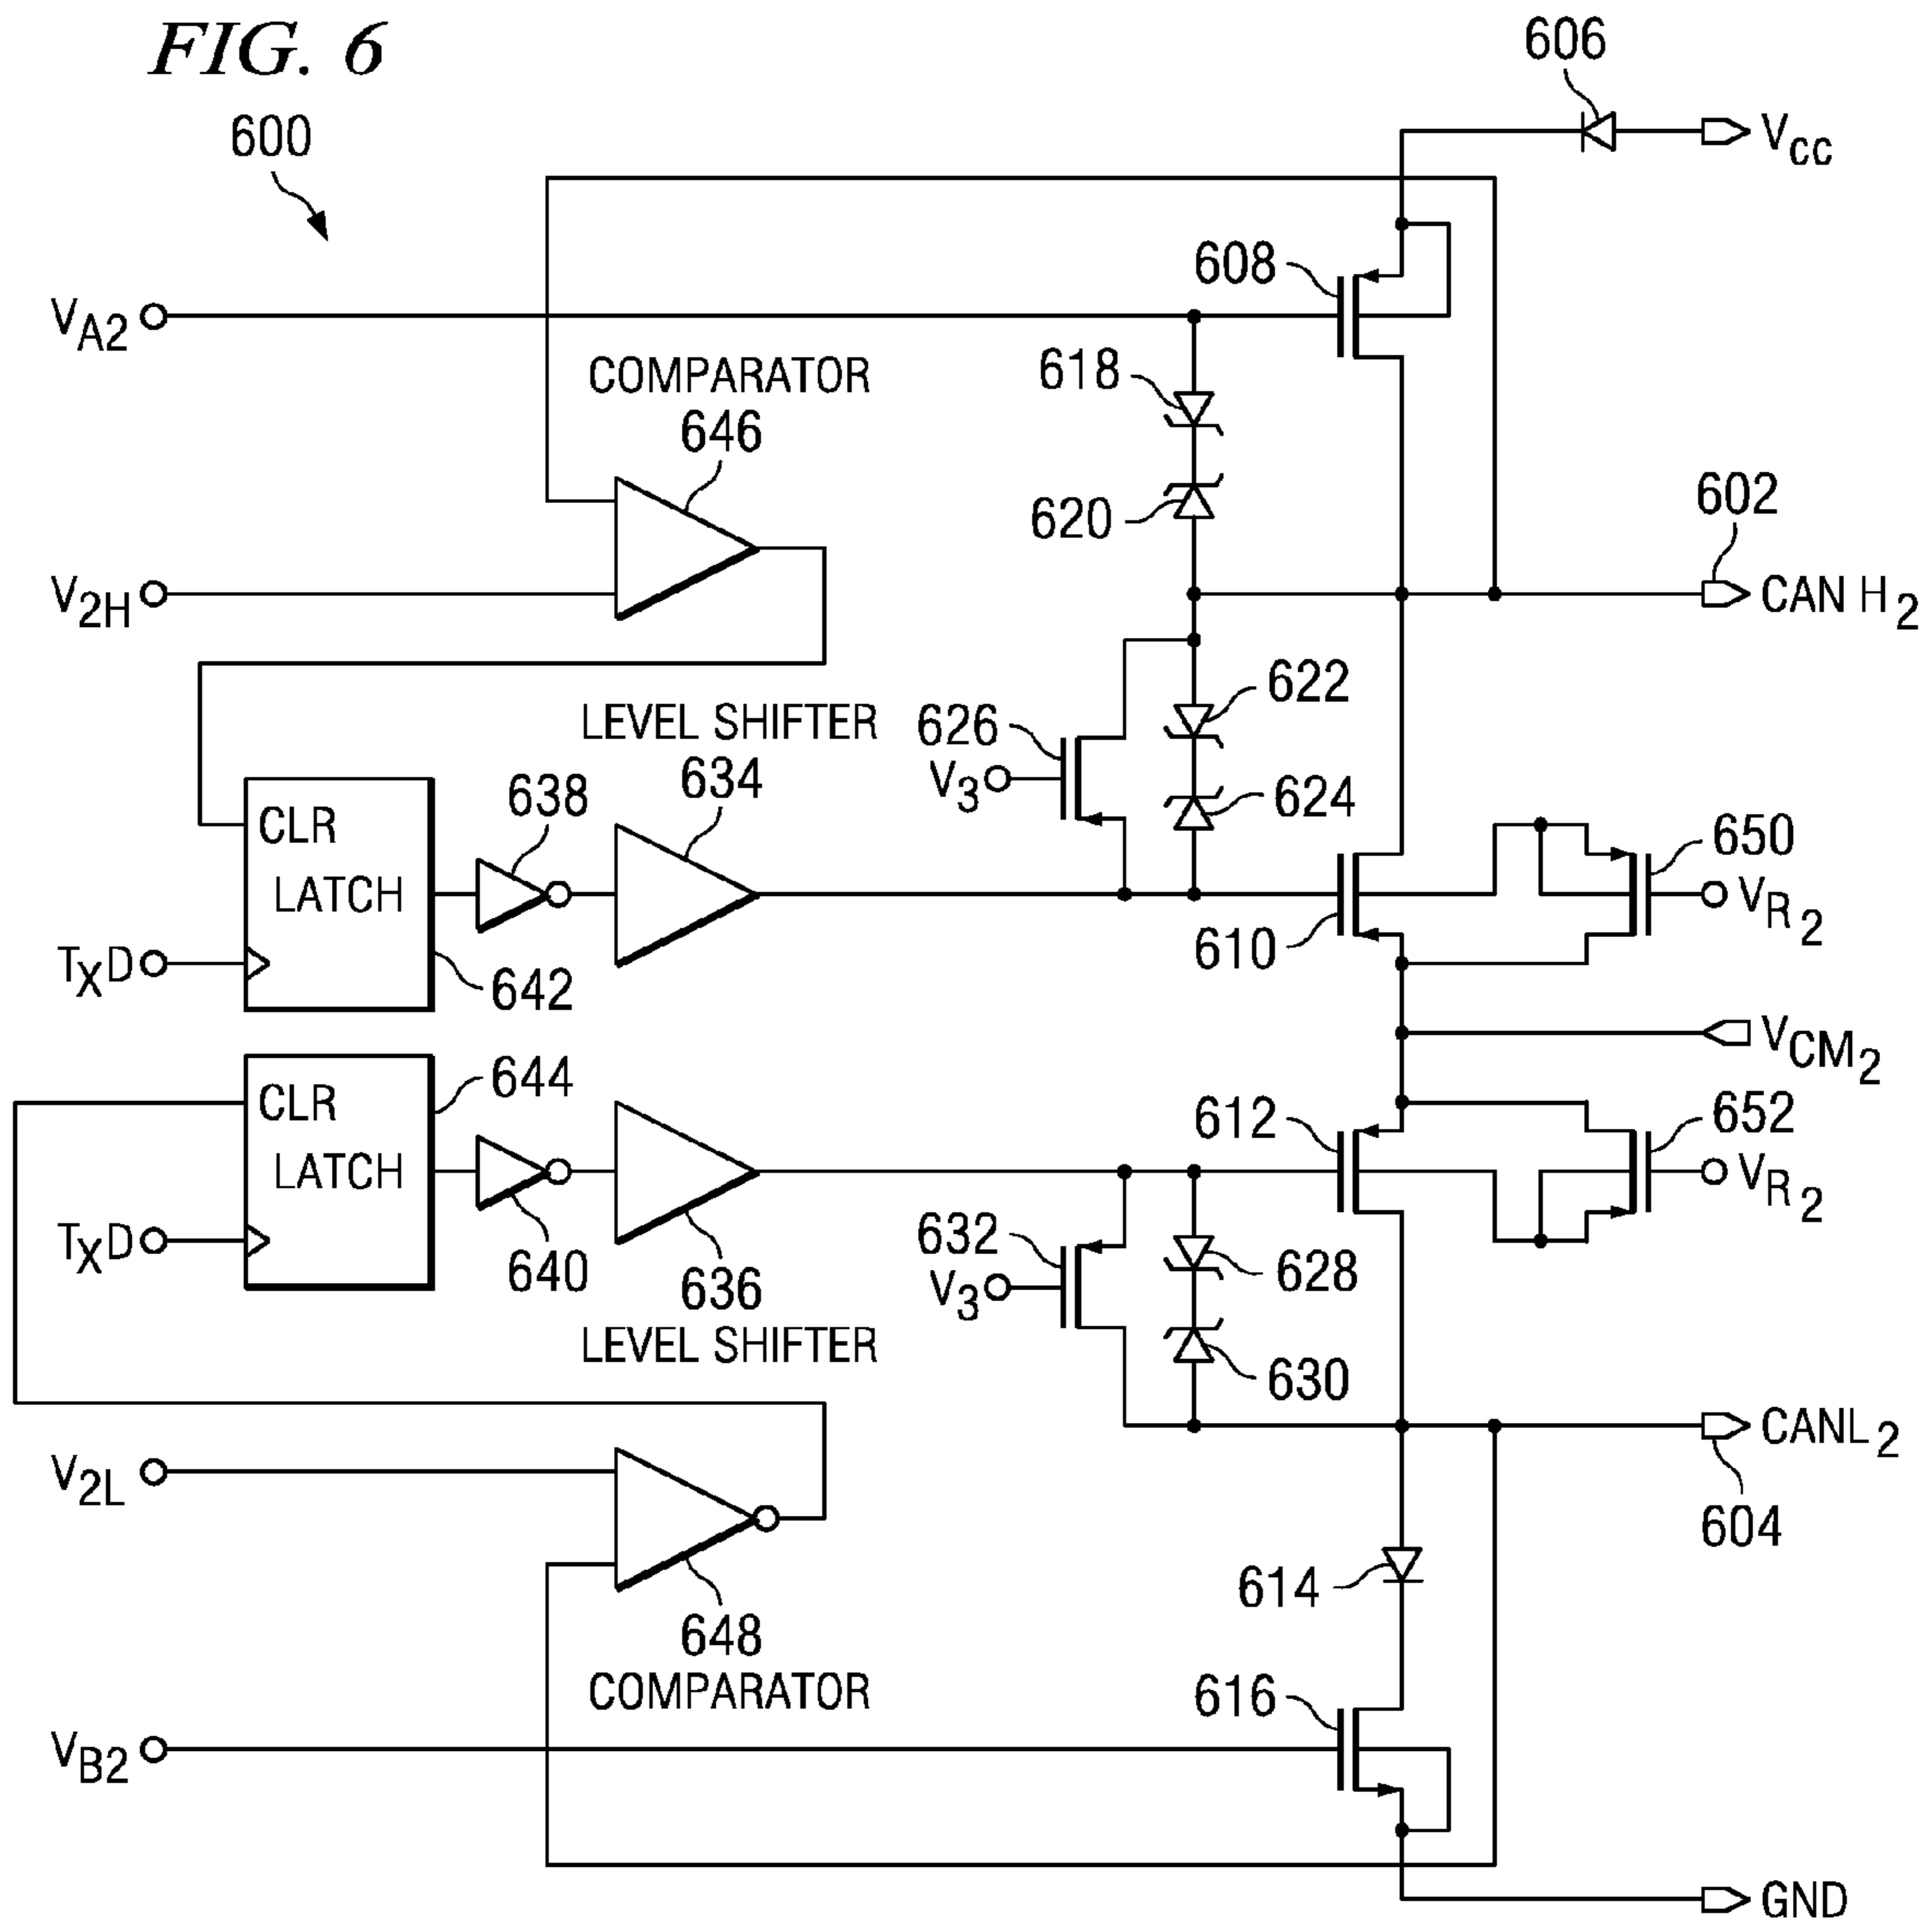 FIG. 6
600
606
VCC
608
VA2
618
COMPARATOR
646
620
602
V2H
CAN H2
622
626
LEVEL SHIFTER
634
V3
624
638
CLR
650
LATCH
VR2
610
TXD
642
VCM2
644
CLR
612
652
LATCH
VR2
TXD
632
628
640
636
V3
LEVEL SHIFTER
630
CANL2
V2L
604
614
648
COMPARATOR
616
VB2
GND